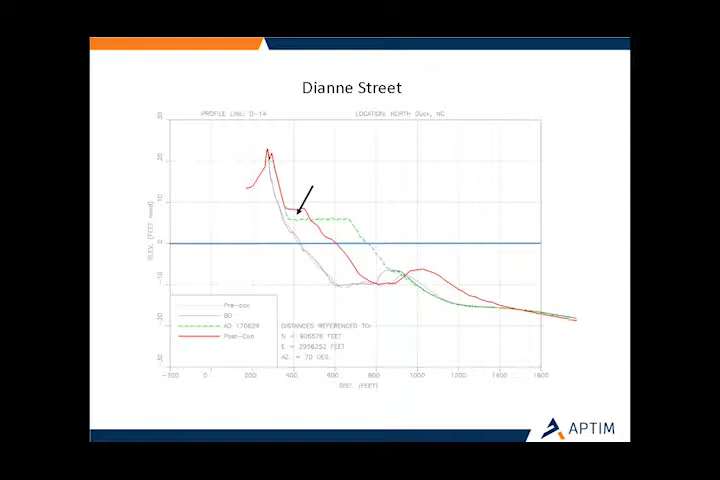 Dianne Street
PROFILE LINE: D-14 LOCATION: NORTH Duck, NC
30
20
10
0
-10
-20
-30
ELEV. (FEET
Pre-con
BD
AD 170629
Post-Con
DISTANCES REFERENCED TO:
N = 906576 FEET
E = 2956252 FEET
AZ. = 70 DEG.
-200 0 200 400 600 800 1000 1200 1400 1600
DIST. (FEET)
APTIM